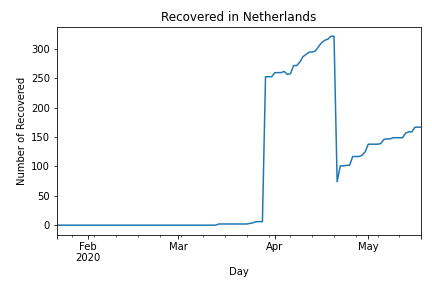 Recovered in Netherlands
Number of Recovered
300
250
200
150
100
50
0
Feb
2020
Mar
Apr
May
Day